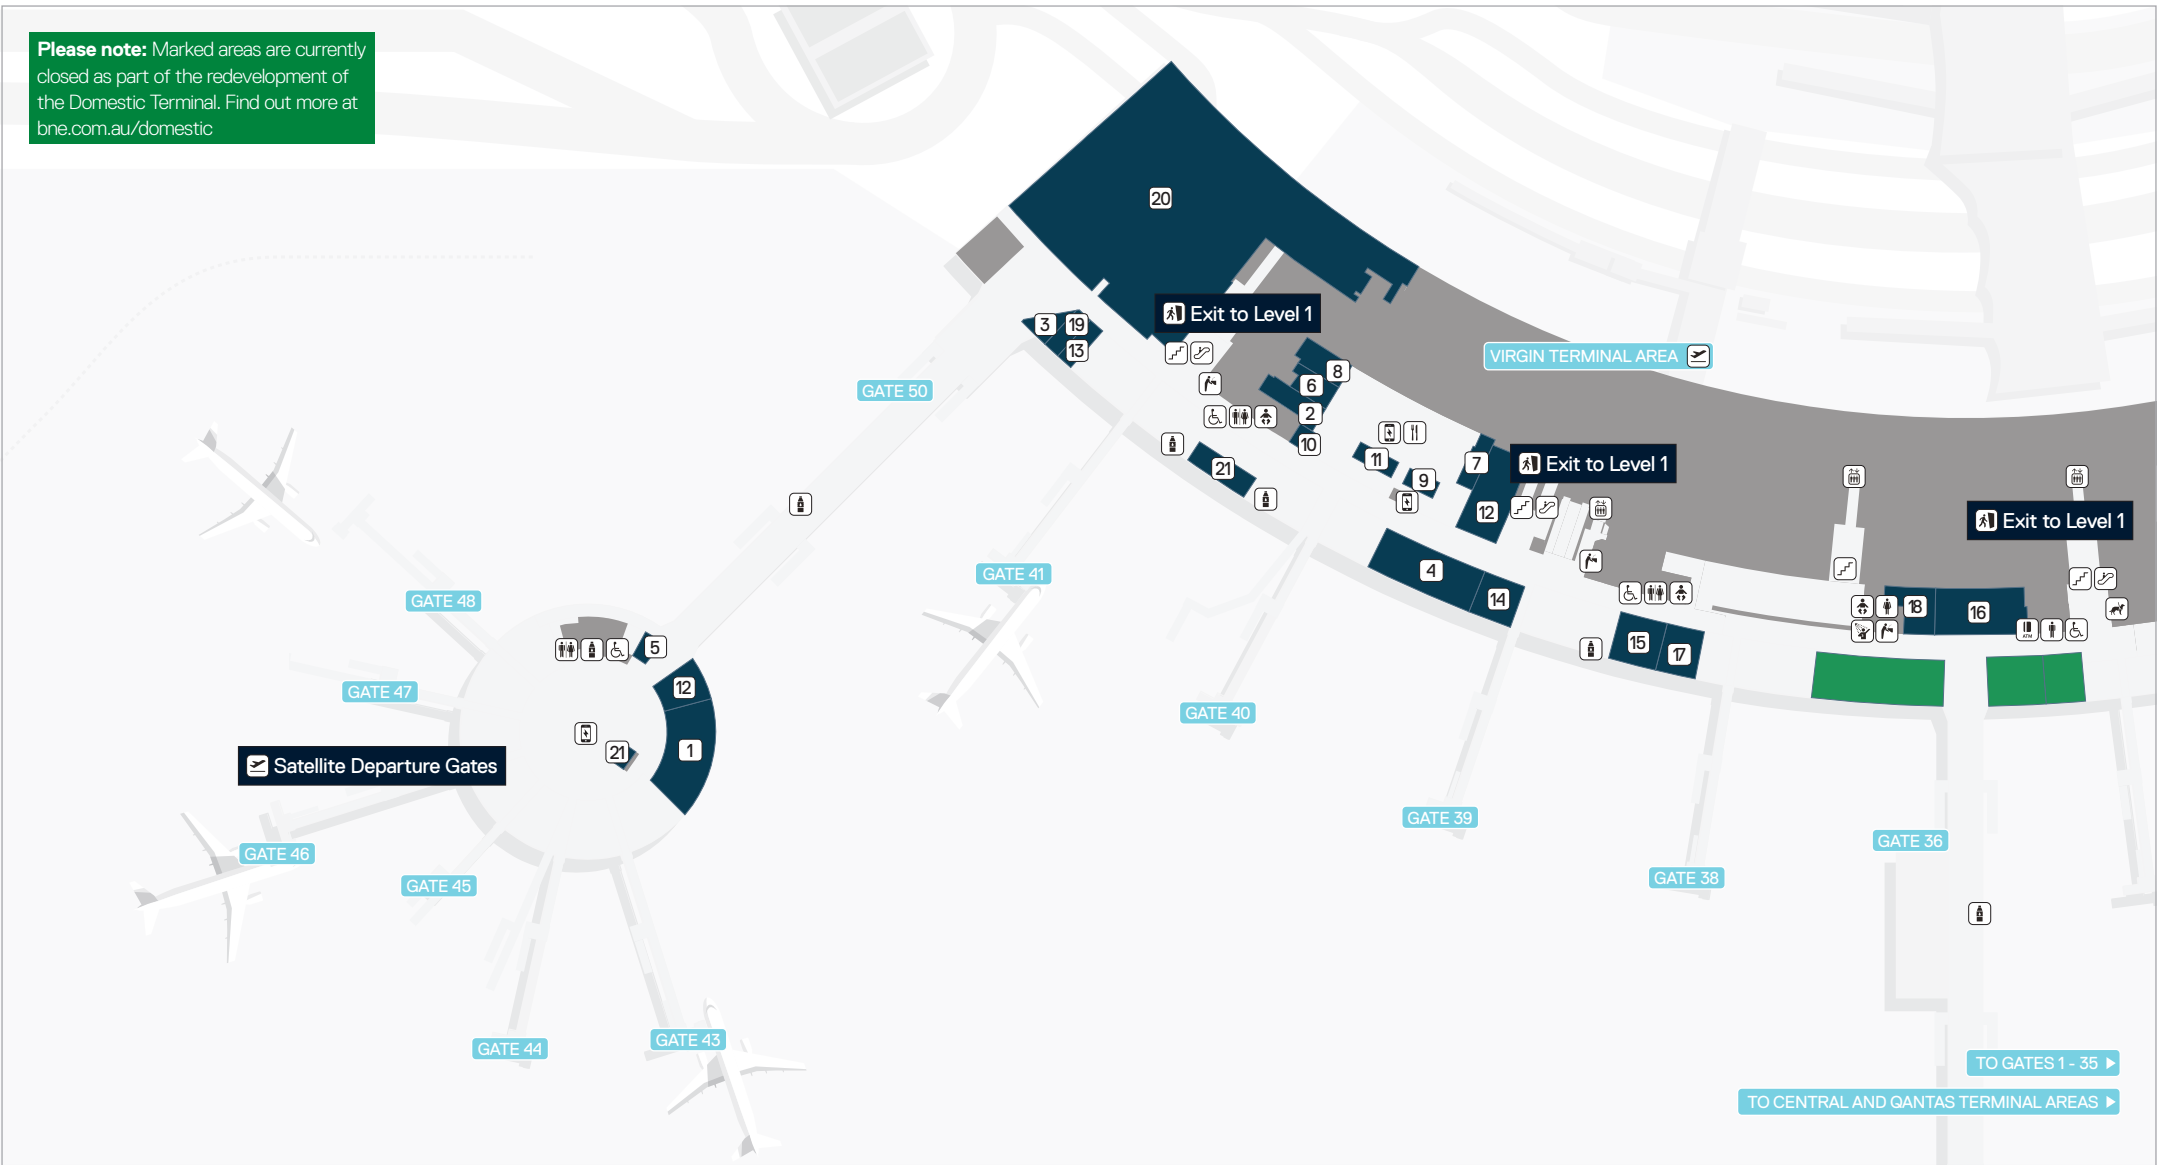 Please note: Marked areas are currently
closed as part of the redevelopment of
the Domestic Terminal. Find out more at
bne.com.au/domestic
20
Exit to Level 1
3
19
13
VIRGIN TERMINAL AREA
8
6
2
10
GATE 50
11
9
7
12
Exit to Level 1
21
Exit to Level 1
4
14
GATE 41
GATE 48
5
15
17
18
16
ATM
12
GATE 47
1
21
GATE 40
Satellite Departure Gates
GATE 39
GATE 36
GATE 46
GATE 45
GATE 38
GATE 43
GATE 44
TO GATES 1 - 35
TO CENTRAL AND QANTAS TERMINAL AREAS